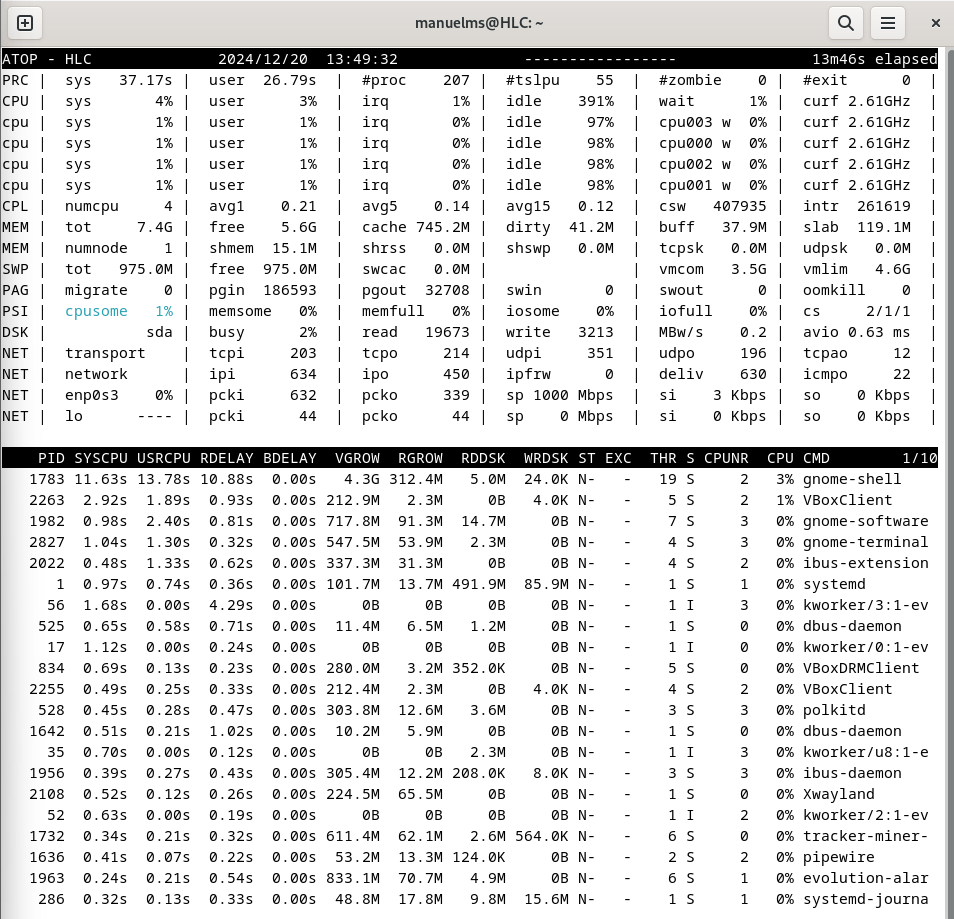 manuelms@HLC: ~
ATOP - HLC 2024/12/20 13:49:32 ----------------- 13m46s elapsed
PRC | sys 37.17s | user 26.79s | #proc 207 | #tslpu 55 | #zombie 0 | #exit 0 |
CPU | sys 4% | user 3% | irq 1% | idle 391% | wait 1% | curf 2.61GHz |
cpu | sys 1% | user 1% | irq 0% | idle 97% | cpu003 w 0% | curf 2.61GHz |
cpu | sys 1% | user 1% | irq 0% | idle 98% | cpu000 w 0% | curf 2.61GHz |
cpu | sys 1% | user 1% | irq 0% | idle 98% | cpu002 w 0% | curf 2.61GHz |
cpu | sys 1% | user 1% | irq 0% | idle 98% | cpu001 w 0% | curf 2.61GHz |
CPL | numcpu 4 | avg1 0.21 | avg5 0.14 | avg15 0.12 | csw 407935 | intr 261619 |
MEM | tot 7.4G | free 5.6G | cache 745.2M | dirty 41.2M | buff 37.9M | slab 119.1M |
MEM | numnode 1 | shmem 15.1M | shrss 0.0M | shswp 0.0M | tcpsk 0.0M | udpsk 0.0M |
SWP | tot 975.0M | free 975.0M | swcac 0.0M | | vmcom 3.5G | vmlim 4.6G |
PAG | migrate 0 | pgin 186593 | pgout 32708 | swin 0 | swout 0 | oomkill 0 |
PSI | cpusome 1% | memsome 0% | memfull 0% | iosome 0% | iofull 0% | cs 2/1/1 |
DSK | sda | busy 2% | read 19673 | write 3213 | MBw/s 0.2 | avio 0.63 ms |
NET | transport | tcpi 203 | tcpo 214 | udpi 351 | udpo 196 | tcpao 12 |
NET | network | ipi 634 | ipo 450 | ipfrw 0 | deliv 630 | icmpo 22 |
NET | enp0s3 0% | pcki 632 | pcko 339 | sp 1000 Mbps | si 3 Kbps | so 0 Kbps |
NET | lo ---- | pcki 44 | pcko 44 | sp 0 Mbps | si 0 Kbps | so 0 Kbps |
PID SYSCPU USRCPU RDELAY BDELAY VGROW RGROW RDDSK WRDSK ST EXC THR S CPUNR CPU CMD 1/10
1783 11.63s 13.78s 10.88s 0.00s 4.3G 312.4M 5.0M 24.0K N- - 19 S 2 3% gnome-shell
2263 2.92s 1.89s 0.93s 0.00s 212.9M 2.3M 0B 4.0K N- - 5 S 2 1% VBoxClient
1982 0.98s 2.40s 0.81s 0.00s 717.8M 91.3M 14.7M 0B N- - 7 S 3 0% gnome-software
2827 1.04s 1.30s 0.32s 0.00s 547.5M 53.9M 2.3M 0B N- - 4 S 3 0% gnome-terminal
2022 0.48s 1.33s 0.62s 0.00s 337.3M 31.3M 0B 0B N- - 4 S 2 0% ibus-extension
1 0.97s 0.74s 0.36s 0.00s 101.7M 13.7M 491.9M 85.9M N- - 1 S 1 0% systemd
56 1.68s 0.00s 4.29s 0.00s 0B 0B 0B 0B N- - 1 I 3 0% kworker/3:1-ev
525 0.65s 0.58s 0.71s 0.00s 11.4M 6.5M 1.2M 0B N- - 1 S 0 0% dbus-daemon
17 1.12s 0.00s 0.24s 0.00s 0B 0B 0B 0B N- - 1 I 0 0% kworker/0:1-ev
834 0.69s 0.13s 0.23s 0.00s 280.0M 3.2M 352.0K 0B N- - 5 S 0 0% VBoxDRMClient
2255 0.49s 0.25s 0.33s 0.00s 212.4M 2.3M 0B 4.0K N- - 4 S 2 0% VBoxClient
528 0.45s 0.28s 0.47s 0.00s 303.8M 12.6M 3.6M 0B N- - 3 S 3 0% polkitd
1642 0.51s 0.21s 1.02s 0.00s 10.2M 5.9M 0B 0B N- - 1 S 0 0% dbus-daemon
35 0.70s 0.00s 0.12s 0.00s 0B 0B 2.3M 0B N- - 1 I 3 0% kworker/u8:1-e
1956 0.39s 0.27s 0.43s 0.00s 305.4M 12.2M 208.0K 8.0K N- - 3 S 3 0% ibus-daemon
2108 0.52s 0.12s 0.26s 0.00s 224.5M 65.5M 0B 0B N- - 1 S 0 0% Xwayland
52 0.63s 0.00s 0.19s 0.00s 0B 0B 0B 0B N- - 1 I 2 0% kworker/2:1-ev
1732 0.34s 0.21s 0.32s 0.00s 611.4M 62.1M 2.6M 564.0K N- - 6 S 0 0% tracker-miner-
1636 0.41s 0.07s 0.22s 0.00s 53.2M 13.3M 124.0K 0B N- - 2 S 2 0% pipewire
1963 0.24s 0.21s 0.54s 0.00s 833.1M 70.7M 4.9M 0B N- - 6 S 1 0% evolution-alar
286 0.32s 0.13s 0.33s 0.00s 48.8M 17.8M 9.8M 15.6M N- - 1 S 1 0% systemd-journa